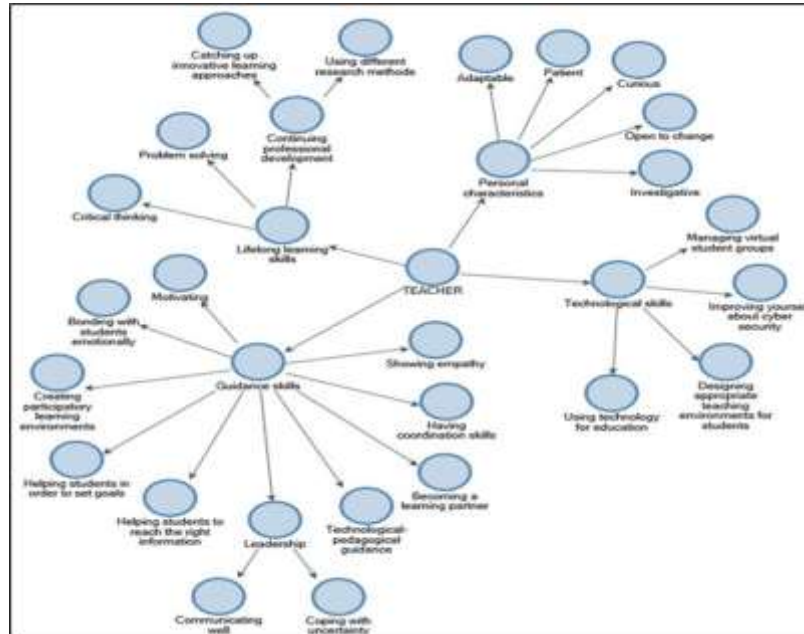 Catching up
innovative learning
approaches
Using different
research methode
Adaptable
Patient
Curious
Problem solving
Continuing
professional
development
Personal
characteristics
Open to change
Investigative
Critical thinking
Lifelong learning
skills
TEACHER
Managing virtual
student groups
Technological skills
Improving yourse
about cyber
security
Motivating
Bonding with
students
emotionally
Showing empathy
Creating
participatory
learning
environments
Guidance skills
Using technology
for education
Designing
appropriate
teaching
environments for
students
Having
coordination skills
Helping students in
order to set goals
Becoming a
learning partner
Helping students to
reach the right
information
Leadership
Technological-
pedagogical
guidance
Communicating
well
Coping with
uncertainty